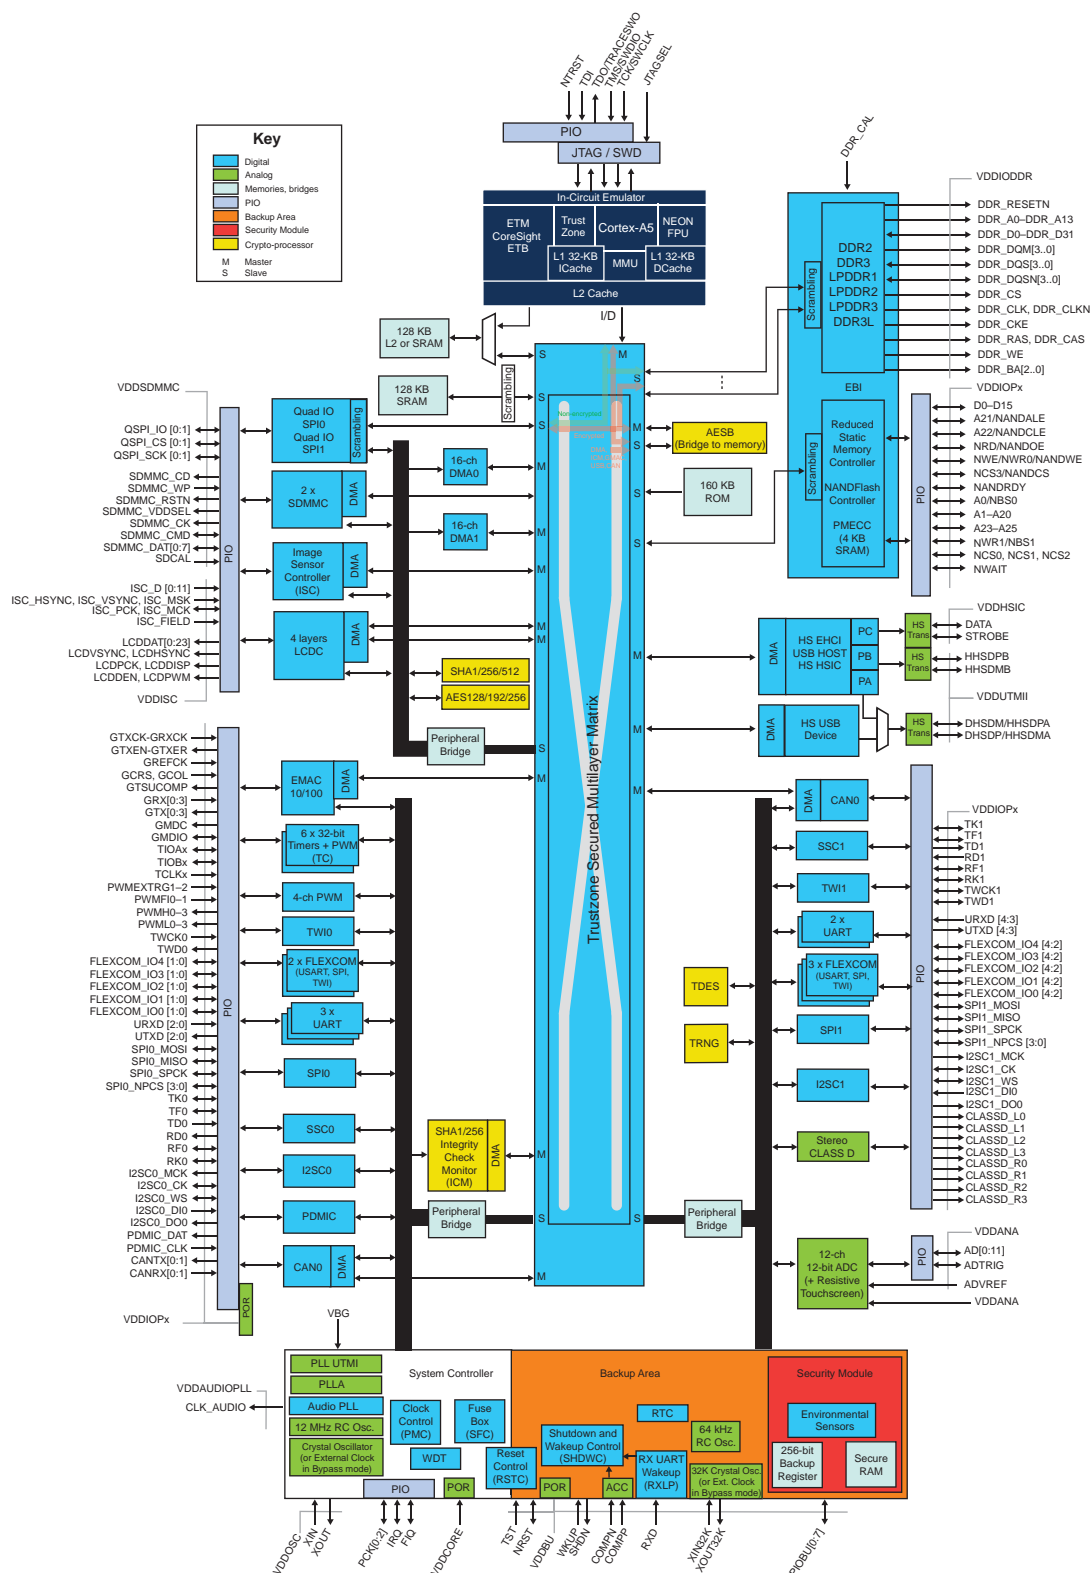 NTRST
TDI
TDO/TRACESWO
TMS/SWDIO
TCK/SWCLK
JTAGSEL
PIO
JTAG / SWD
DDR_CAL
Key
Digital
Analog
Memories, bridges
PIO
Backup Area
Security Module
Crypto-processor
M Master
S Slave
In-Circuit Emulator
ETM
CoreSight
ETB
Trust
Zone
Cortex-A5
NEON
FPU
L1 32-KB
ICache
MMU
L1 32-KB
DCache
L2 Cache
I/D
128 KB
L2 or SRAM
128 KB
SRAM
Scrambling
S
M
S
S
S
S
M
S
Non-encrypted
AESB
(Bridge to memory)
160 KB
ROM
S
S
Scrambling
DDR2
DDR3
LPDDR1
LPDDR2
LPDDR3
DDR3L
EBI
Scrambling
Reduced
Static
Memory
Controller
NANDFlash
Controller
PMECC
(4 KB
SRAM)
PIO
VDDIODDR
DDR_RESETN
DDR_A0–DDR_A13
DDR_D0–DDR_D31
DDR_DQM[3..0]
DDR_DQS[3..0]
DDR_DQSN[3..0]
DDR_CS
DDR_CLK, DDR_CLKN
DDR_CKE
DDR_RAS, DDR_CAS
DDR_WE
DDR_BA[2..0]
VDDIOPx
D0–D15
A21/NANDALE
A22/NANDCLE
NRD/NANDOE
NWE/NWR0/NANDWE
NCS3/NANDCS
NANDRDY
A0/NBS0
A1–A20
A23–A25
NWR1/NBS1
NCS0, NCS1, NCS2
NWAIT
VDDSDMMC
QSPI_IO [0:1]
QSPI_CS [0:1]
QSPI_SCK [0:1]
SDMMC_CD
SDMMC_WP
SDMMC_RSTN
SDMMC_VDDSEL
SDMMC_CK
SDMMC_CMD
SDMMC_DAT[0:7]
SDCAL
ISC_D [0:11]
ISC_HSYNC, ISC_VSYNC, ISC_MSK
ISC_PCK, ISC_MCK
ISC_FIELD
LCDDAT[0:23]
LCDVSYNC, LCDHSYNC
LCDPCK, LCDDISP
LCDDEN, LCDPWM
VDDISC
PIO
Quad IO
SPI0
Quad IO
SPI1
Scrambling
2 x
SDMMC
DMA
Image
Sensor
Controller
(ISC)
DMA
4 layers
LCDC
DMA
16-ch
DMA0
M
16-ch
DMA1
M
M
M
M
SHA1/256/512
AES128/192/256
Peripheral
Bridge
S
M
Trustzone Secured Multilayer Matrix
M
M
M
DMA
HS EHCI
USB HOST
HS HSIC
PC
PB
PA
HS
Trans
HS
Trans
VDDHSIC
DATA
STROBE
HHSDPB
HHSDMB
VDDUTMII
DMA
HS USB
Device
HS
Trans
DHSDM/HHSDPA
DHSDP/HHSDMA
GTXCK-GRXCK
GTXEN-GTXER
GREFCK
GCRS, GCOL
GTSUCOMP
GRX[0:3]
GTX[0:3]
GMDC
GMDIO
TIOAx
TIOBx
TCLKx
PWMEXTRG1–2
PWMFI0–1
PWMH0–3
PWML0–3
TWCK0
TWD0
FLEXCOM_IO4 [1:0]
FLEXCOM_IO3 [1:0]
FLEXCOM_IO2 [1:0]
FLEXCOM_IO1 [1:0]
FLEXCOM_IO0 [1:0]
URXD [2:0]
UTXD [2:0]
SPI0_MOSI
SPI0_MISO
SPI0_SPCK
SPI0_NPCS [3:0]
TK0
TF0
TD0
RD0
RF0
RK0
I2SC0_MCK
I2SC0_CK
I2SC0_WS
I2SC0_DI0
I2SC0_DO0
PDMIC_DAT
PDMIC_CLK
CANTX[0:1]
CANRX[0:1]
VDDIOPx
PIO
POR
EMAC
10/100
DMA
6 x 32-bit
Timers + PWM
(TC)
4-ch PWM
TWI0
2 x FLEXCOM
(USART, SPI,
TWI)
3 x
UART
SPI0
SSC0
I2SC0
PDMIC
CAN0
DMA
SHA1/256
Integrity
Check
Monitor
(ICM)
DMA
M
Peripheral
Bridge
S
M
S
Peripheral
Bridge
TDES
TRNG
DMA
CAN0
SSC1
TWI1
2 x
UART
3 x FLEXCOM
(USART, SPI,
TWI)
SPI1
I2SC1
Stereo
CLASS D
PIO
VDDIOPx
TK1
TF1
TD1
RD1
RF1
RK1
TWCK1
TWD1
URXD [4:3]
UTXD [4:3]
FLEXCOM_IO4 [4:2]
FLEXCOM_IO3 [4:2]
FLEXCOM_IO2 [4:2]
FLEXCOM_IO1 [4:2]
FLEXCOM_IO0 [4:2]
SPI1_MOSI
SPI1_MISO
SPI1_SPCK
SPI1_NPCS [3:0]
I2SC1_MCK
I2SC1_CK
I2SC1_WS
I2SC1_DI0
I2SC1_DO0
CLASSD_L0
CLASSD_L1
CLASSD_L2
CLASSD_L3
CLASSD_R0
CLASSD_R1
CLASSD_R2
CLASSD_R3
12-ch
12-bit ADC
(+ Resistive
Touchscreen)
PIO
VDDANA
AD[0:11]
ADTRIG
ADVREF
VDDANA
VBG
VDDAUDIOPLL
CLK_AUDIO
PLL UTMI
PLLA
Audio PLL
12 MHz RC Osc.
Crystal Oscillator
(or External Clock
in Bypass mode)
System Controller
Clock
Control
(PMC)
Fuse
Box
(SFC)
WDT
PIO
POR
Reset
Control
(RSTC)
Backup Area
Shutdown and
Wakeup Control
(SHDWC)
RTC
RX UART
Wakeup
(RXLP)
64 kHz
RC Osc.
32K Crystal Osc.
(or Ext. Clock
in Bypass mode)
POR
ACC
Security Module
Environmental
Sensors
256-bit
Backup
Register
Secure
RAM
VDDOSC
XIN
XOUT
PCK[0:2]
IRQ
FIQ
VDDCORE
TST
NRST
VDDBU
WKUP
SHDN
COMPN
COMPP
RXD
XIN32K
XOUT32K
PIOBU[0:7]